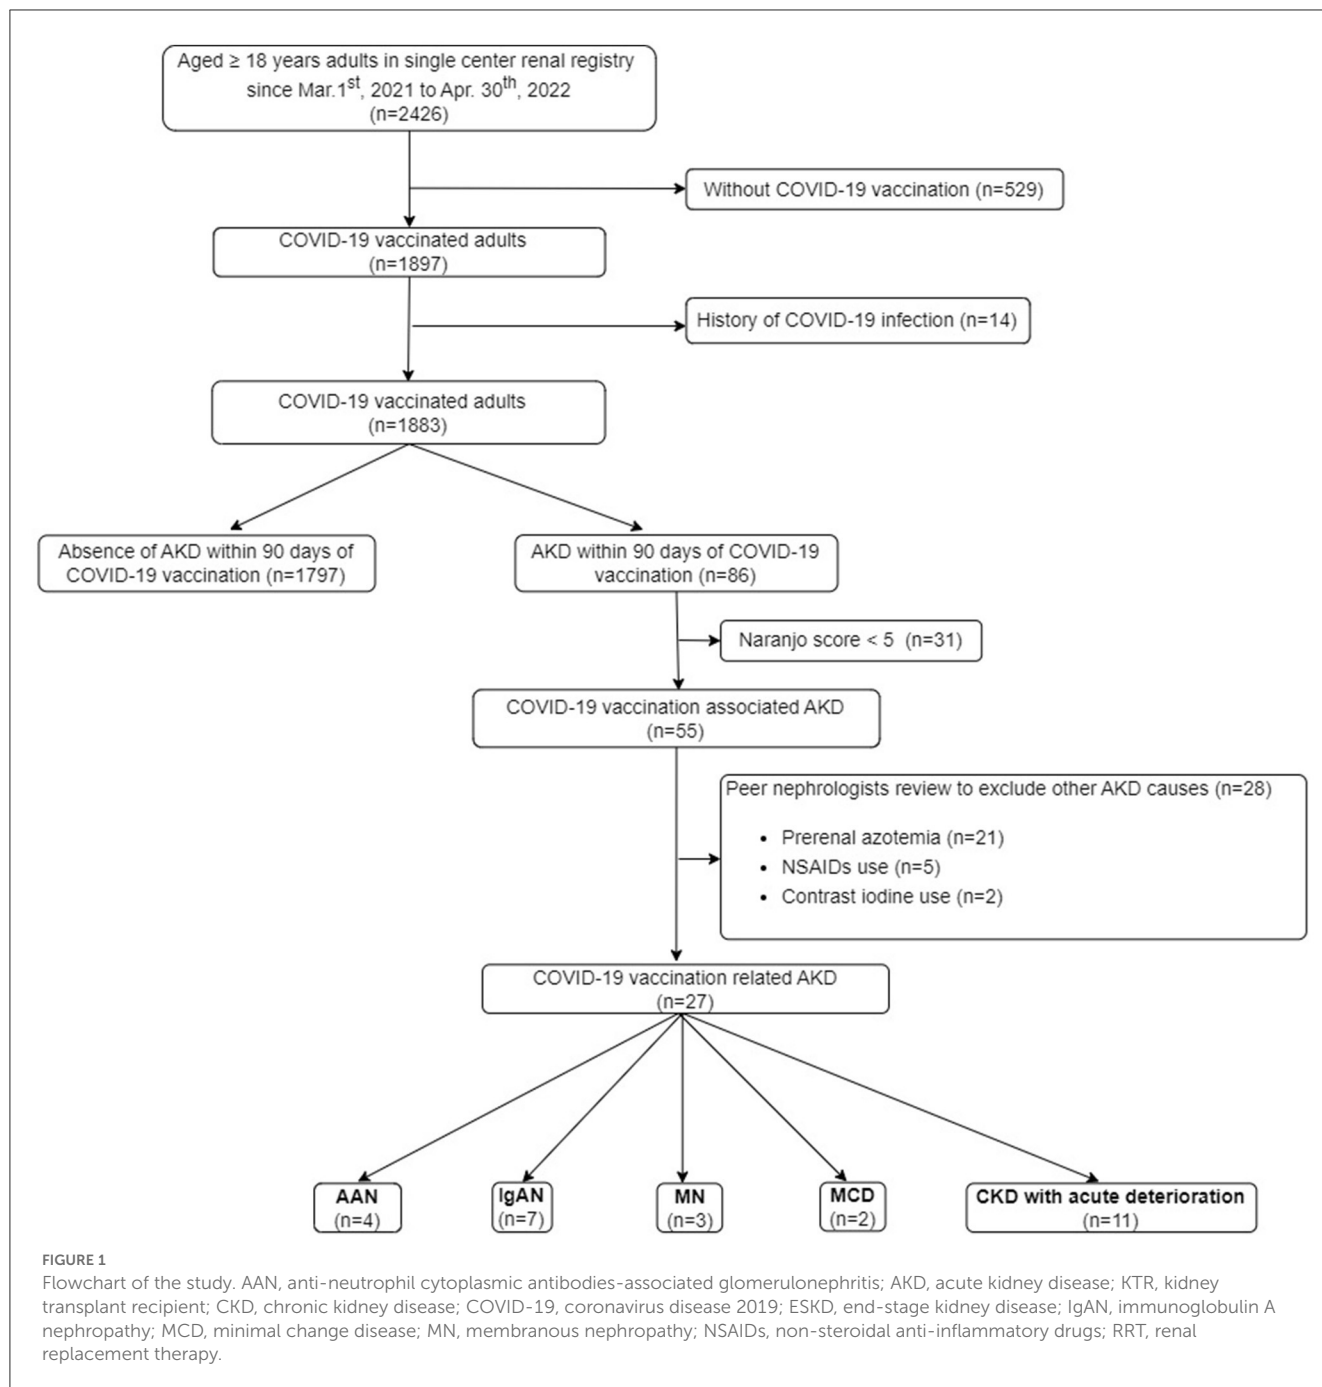 Aged ≥ 18 years adults in single center renal registry
since Mar.1st, 2021 to Apr. 30th, 2022
(n=2426)
Without COVID-19 vaccination (n=529)
COVID-19 vaccinated adults
(n=1897)
History of COVID-19 infection (n=14)
COVID-19 vaccinated adults
(n=1883)
Absence of AKD within 90 days of
COVID-19 vaccination (n=1797)
AKD within 90 days of COVID-19
vaccination (n=86)
Naranjo score < 5 (n=31)
COVID-19 vaccination associated AKD
(n=55)
Peer nephrologists review to exclude other AKD causes (n=28)
• Prerenal azotemia (n=21)
• NSAIDs use (n=5)
• Contrast iodine use (n=2)
COVID-19 vaccination related AKD
(n=27)
AAN
(n=4)
IgAN
(n=7)
MN
(n=3)
MCD
(n=2)
CKD with acute deterioration
(n=11)
FIGURE 1
Flowchart of the study. AAN, anti-neutrophil cytoplasmic antibodies-associated glomerulonephritis; AKD, acute kidney disease; KTR, kidney
transplant recipient; CKD, chronic kidney disease; COVID-19, coronavirus disease 2019; ESKD, end-stage kidney disease; IgAN, immunoglobulin A
nephropathy; MCD, minimal change disease; MN, membranous nephropathy; NSAIDs, non-steroidal anti-inflammatory drugs; RRT, renal
replacement therapy.